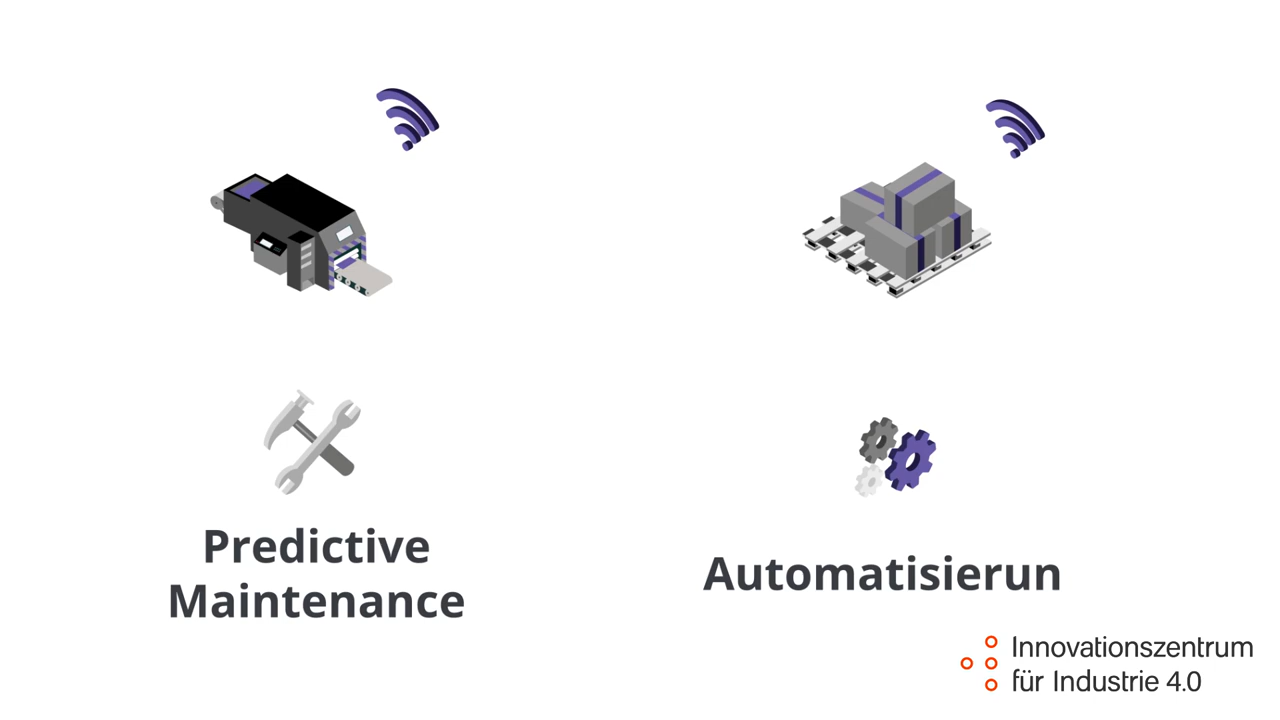 Predictive
Maintenance
Automatisierun
Innovationszentrum
für Industrie 4.0